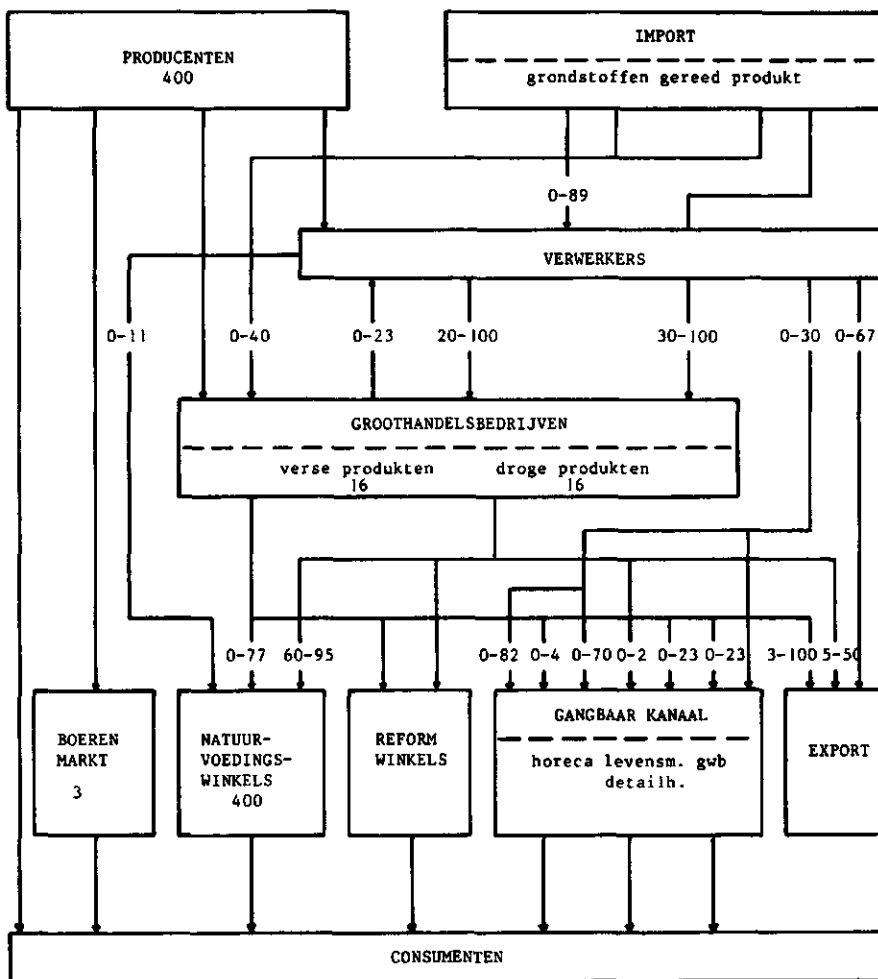 PRODUCENTEN
400
IMPORT
grondstoffen gereed produkt
0-89
VERWERKERS
0-11 0-40 0-23 20-100 30-100 0-30 0-67
GROOTHANDELSBEDRIJVEN
verse produkten droge produkten
16 16
0-77 60-95 0-82 0-4 0-70 0-2 0-23 0-23 3-100 5-50
BOEREN
MARKT
3
NATUUR-
VOEDINGS-
WINKELS
400
REFORM
WINKELS
GANGBAAR KANAAL
horeca levensm. gwb
detailh.
EXPORT
CONSUMENTEN